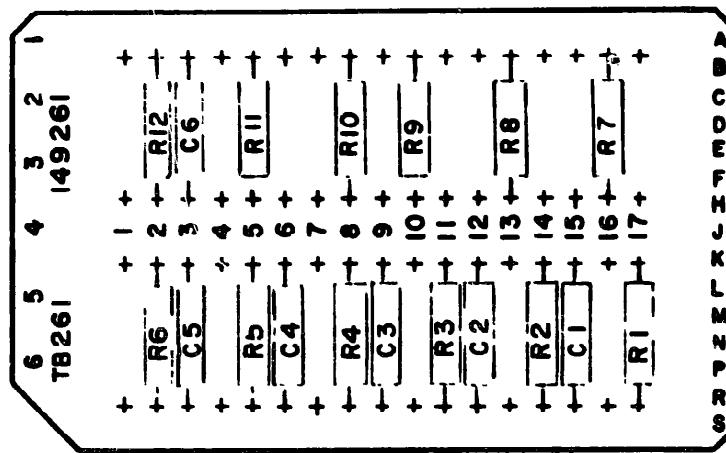 6 5 4 3 2 1
TB261 149261
1
R6 2 R12
C5 3 C6
4
R5 5 R11
C4 6
7
R4 8 R10
C3 9
10 R9
R3 11
C2 12
13 R8
R2 14
C1 15
16 R7
R1 17
S R P N M L K J H F E D C B A